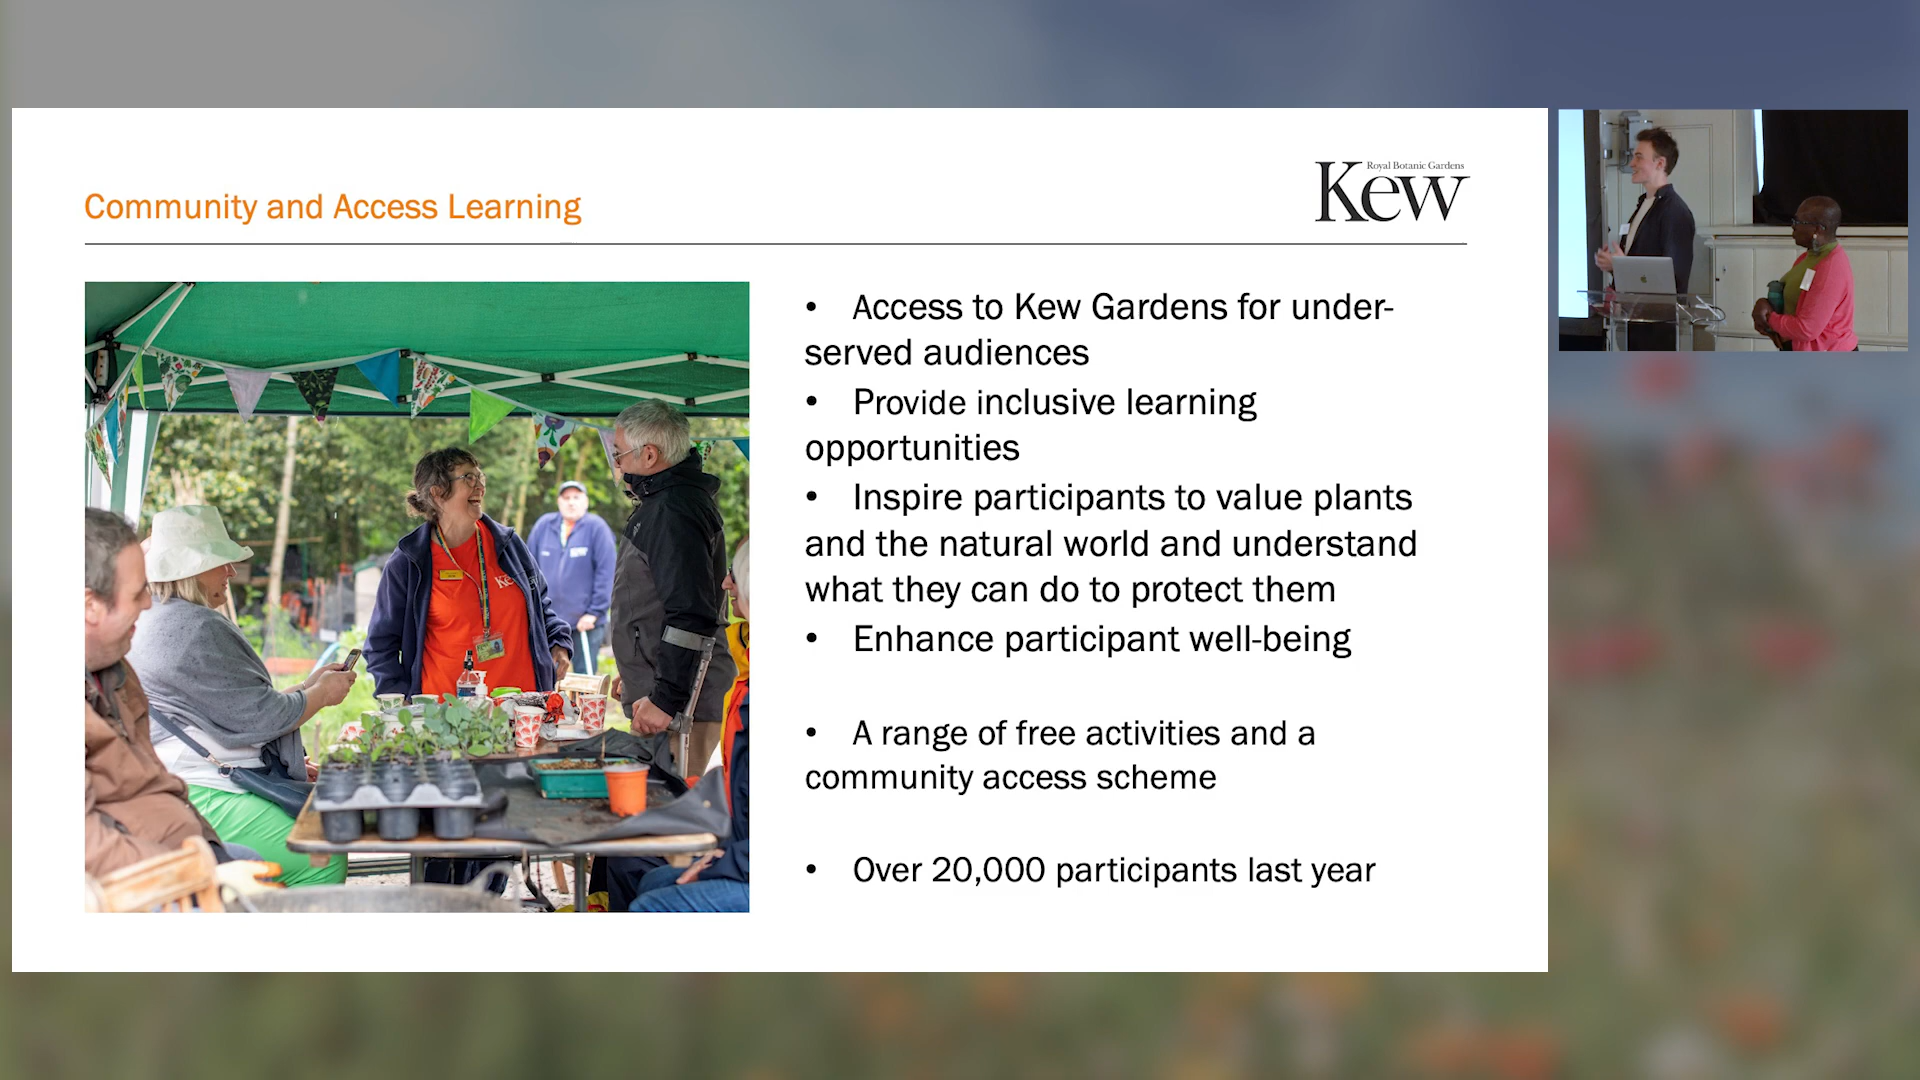 Royal Botanic Gardens
Kew
Community and Access Learning
• Access to Kew Gardens for under-
served audiences
• Provide inclusive learning
opportunities
• Inspire participants to value plants
and the natural world and understand
what they can do to protect them
• Enhance participant well-being
• A range of free activities and a
community access scheme
• Over 20,000 participants last year